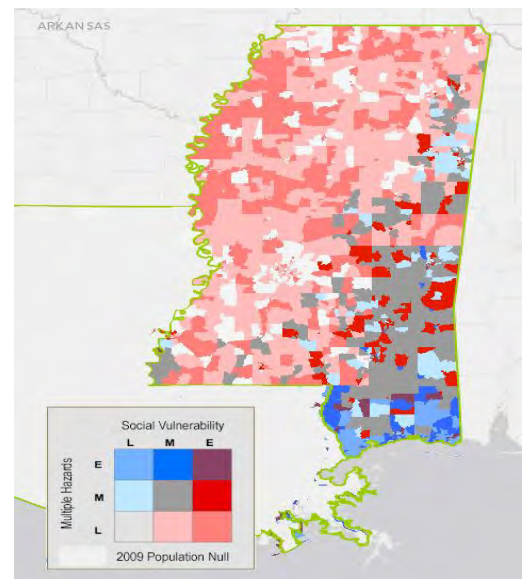 ARKANSAS
Social Vulnerability
L M E
Multiple Hazards
E
M
L
2009 Population Null